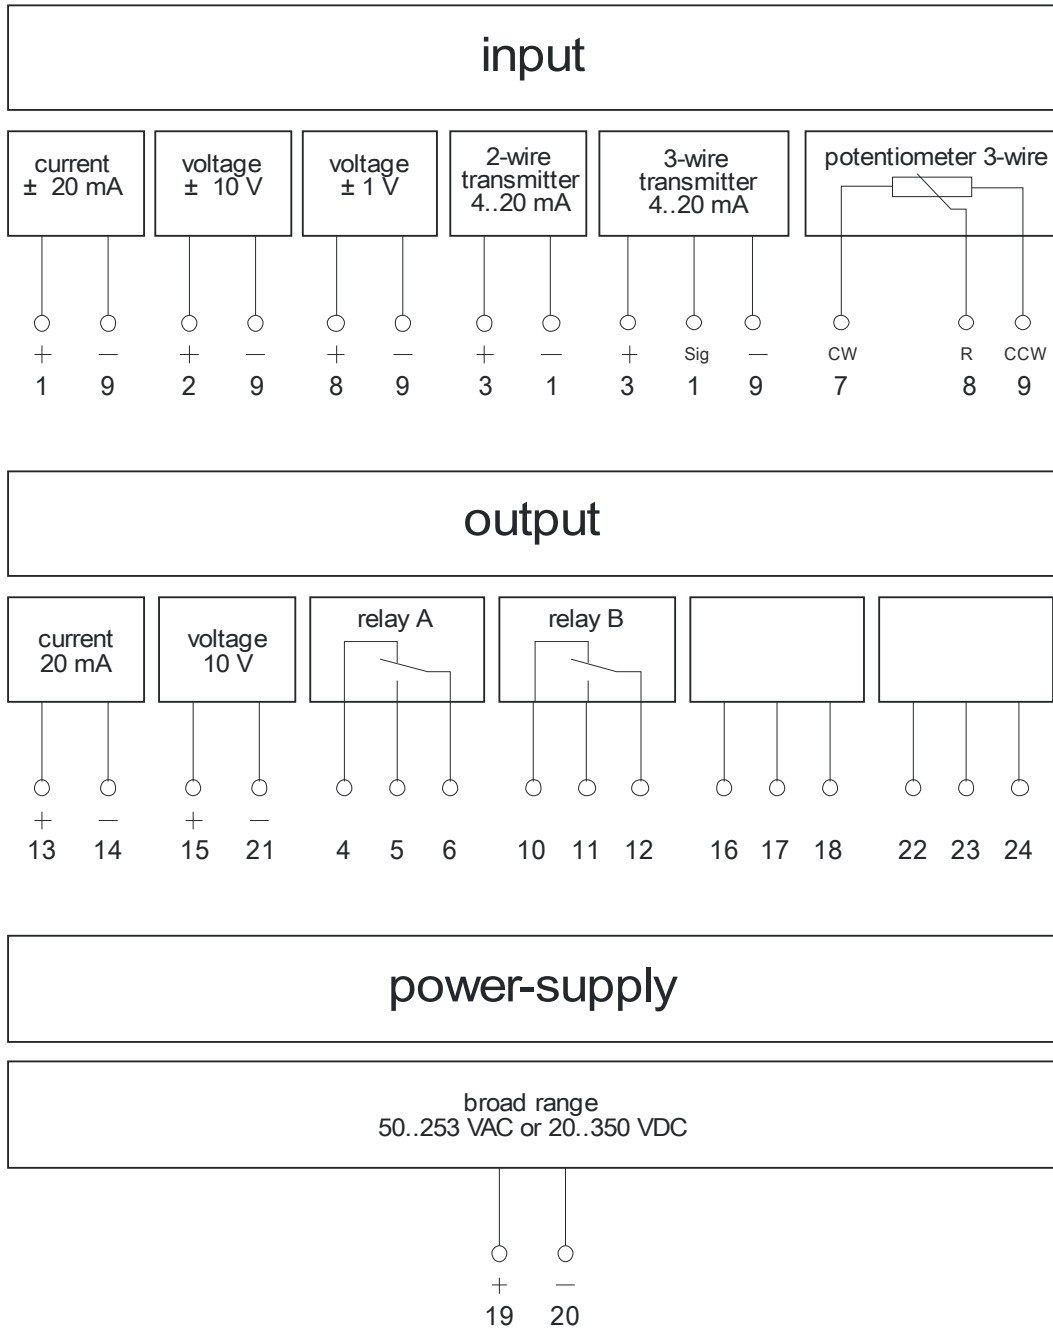 input
current
± 20 mA
voltage
± 10 V
voltage
± 1 V
2-wire
transmitter
4..20 mA
3-wire
transmitter
4..20 mA
potentiometer 3-wire
+ — + — + — + — + Sig — CW R CCW
1 9 2 9 8 9 3 1 3 1 9 7 8 9
output
current
20 mA
voltage
10 V
relay A
relay B
+ — + —
13 14 15 21 4 5 6 10 11 12 16 17 18 22 23 24
power-supply
broad range
50..253 VAC or 20..350 VDC
+ —
19 20